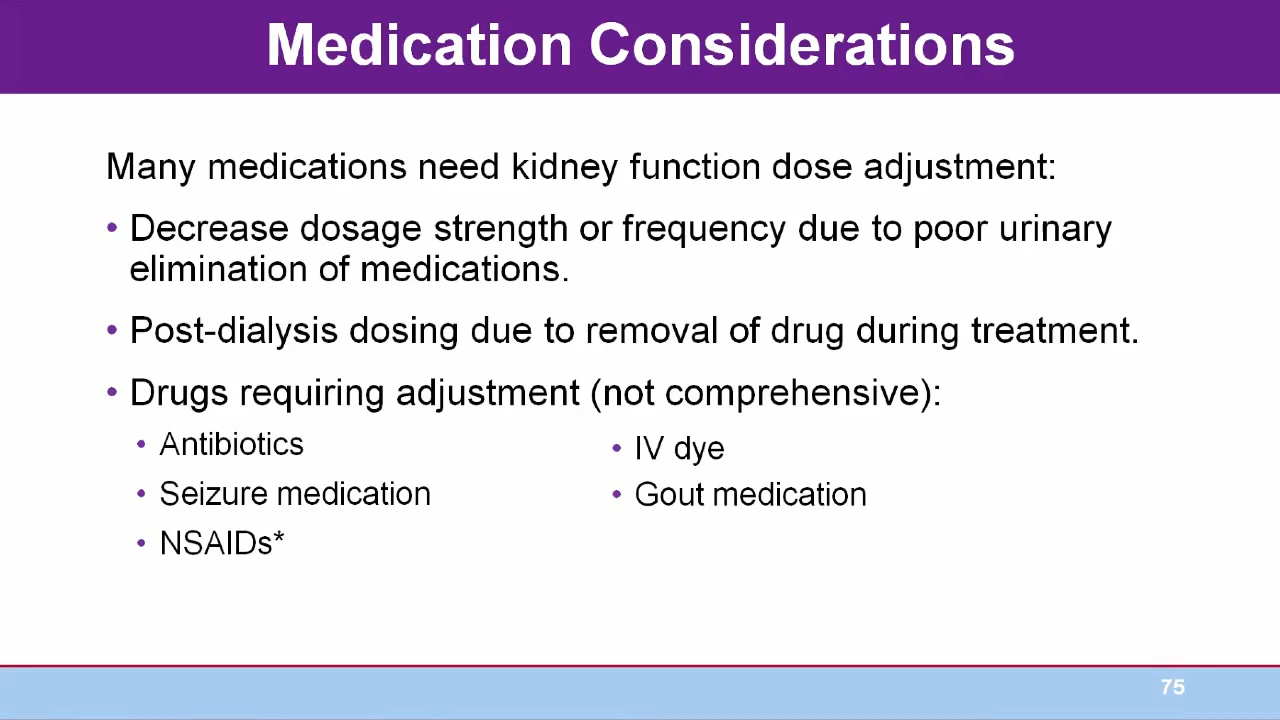 Medication Considerations
Many medications need kidney function dose adjustment:
• Decrease dosage strength or frequency due to poor urinary
elimination of medications.
• Post-dialysis dosing due to removal of drug during treatment.
• Drugs requiring adjustment (not comprehensive):
• Antibiotics
• Seizure medication
• NSAIDs*
• IV dye
• Gout medication
75